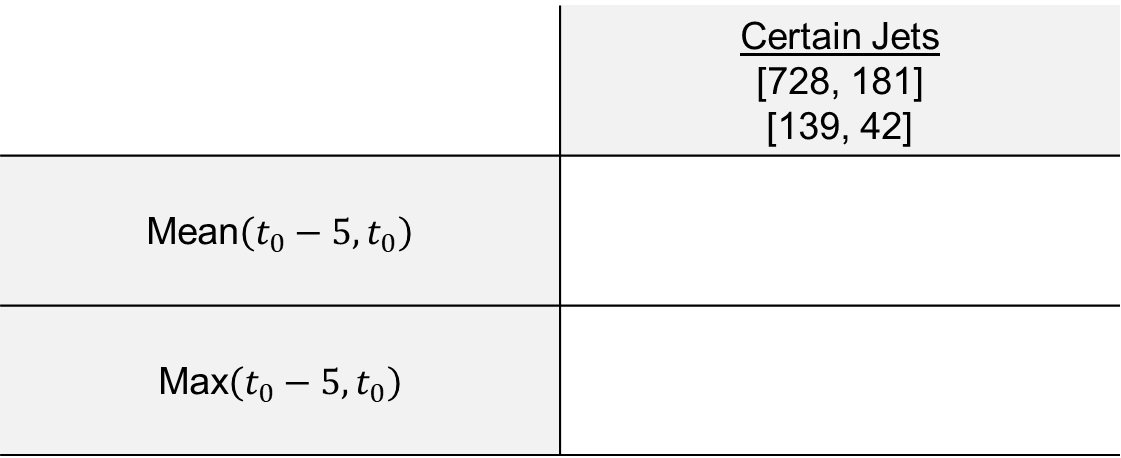 Certain Jets
[728, 181]
[139, 42]
Mean(𝑡₀ − 5, 𝑡₀)
Max(𝑡₀ − 5, 𝑡₀)